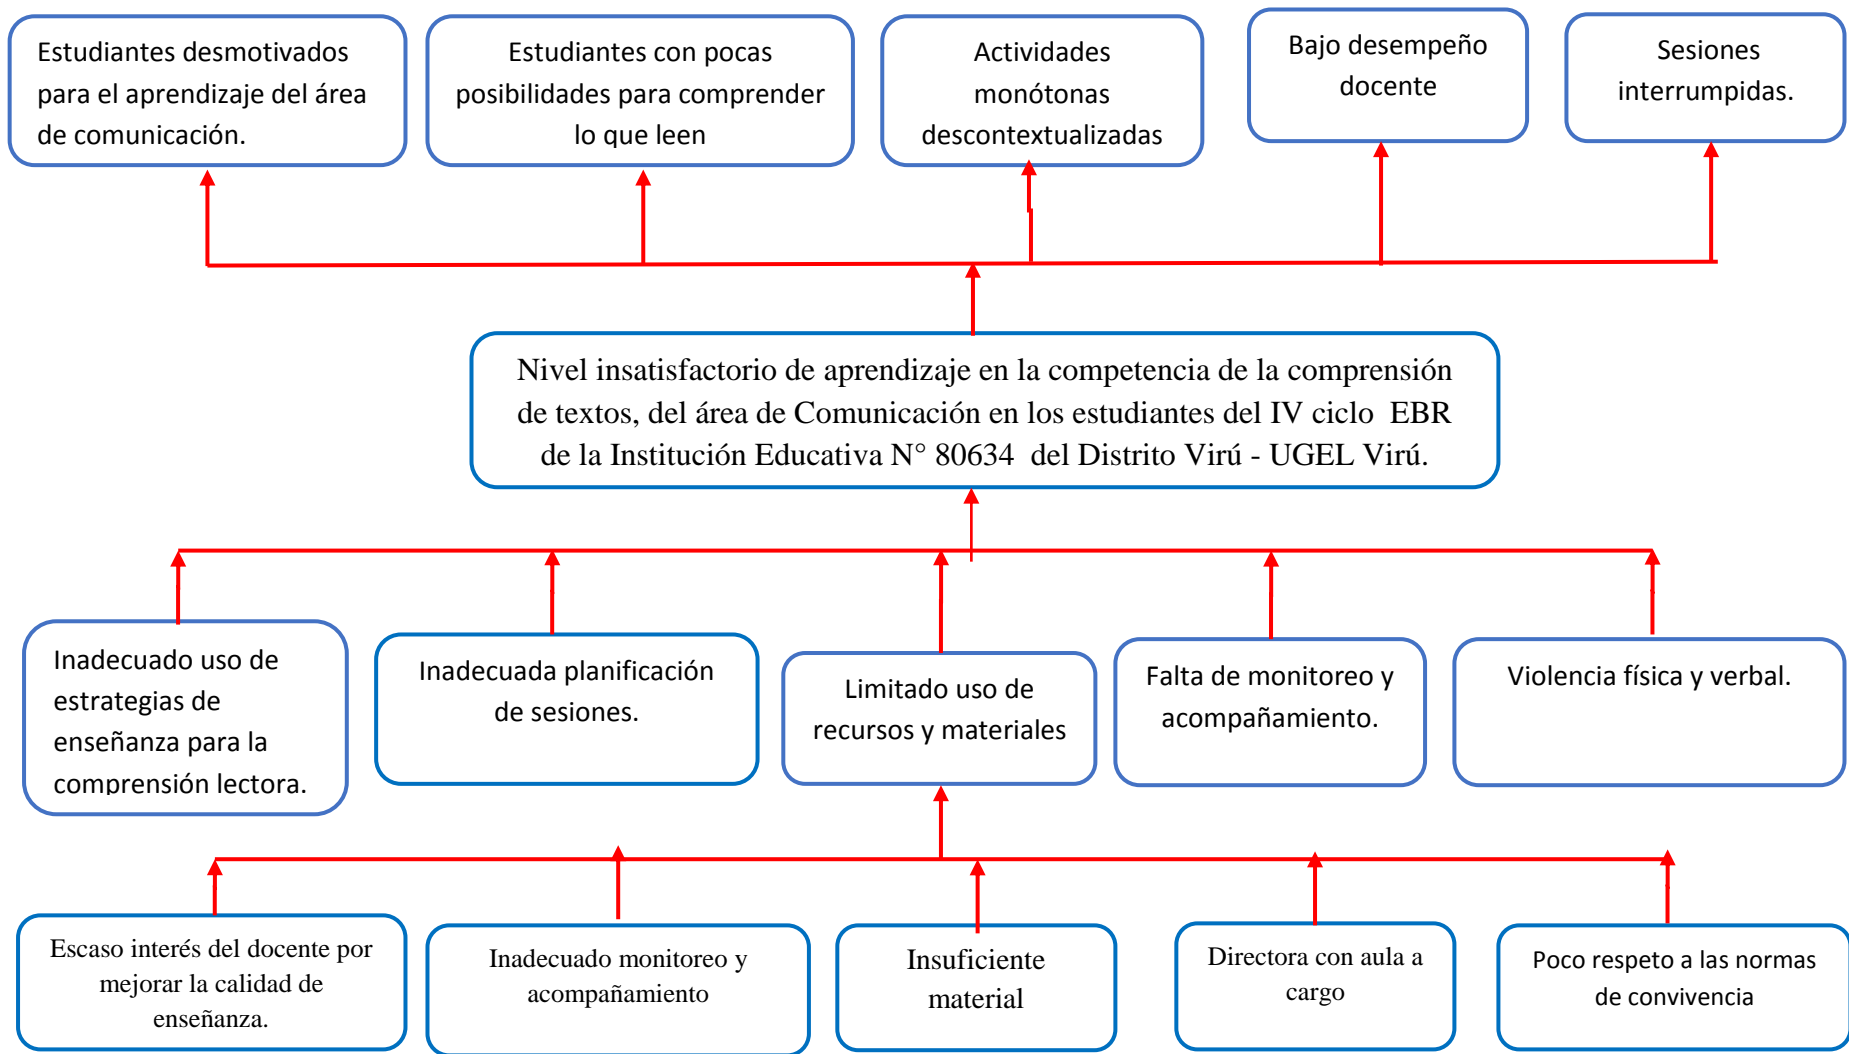 Estudiantes desmotivados
para el aprendizaje del área
de comunicación.
Estudiantes con pocas
posibilidades para comprender
lo que leen
Actividades
monótonas
descontextualizadas
Bajo desempeño
docente
Sesiones
interrumpidas.
Nivel insatisfactorio de aprendizaje en la competencia de la comprensión
de textos, del área de Comunicación en los estudiantes del IV ciclo EBR
de la Institución Educativa N° 80634 del Distrito Virú - UGEL Virú.
Inadecuado uso de
estrategias de
enseñanza para la
comprensión lectora.
Inadecuada planificación
de sesiones.
Limitado uso de
recursos y materiales
Falta de monitoreo y
acompañamiento.
Violencia física y verbal.
Escaso interés del docente por
mejorar la calidad de
enseñanza.
Inadecuado monitoreo y
acompañamiento
Insuficiente
material
Directora con aula a
cargo
Poco respeto a las normas
de convivencia